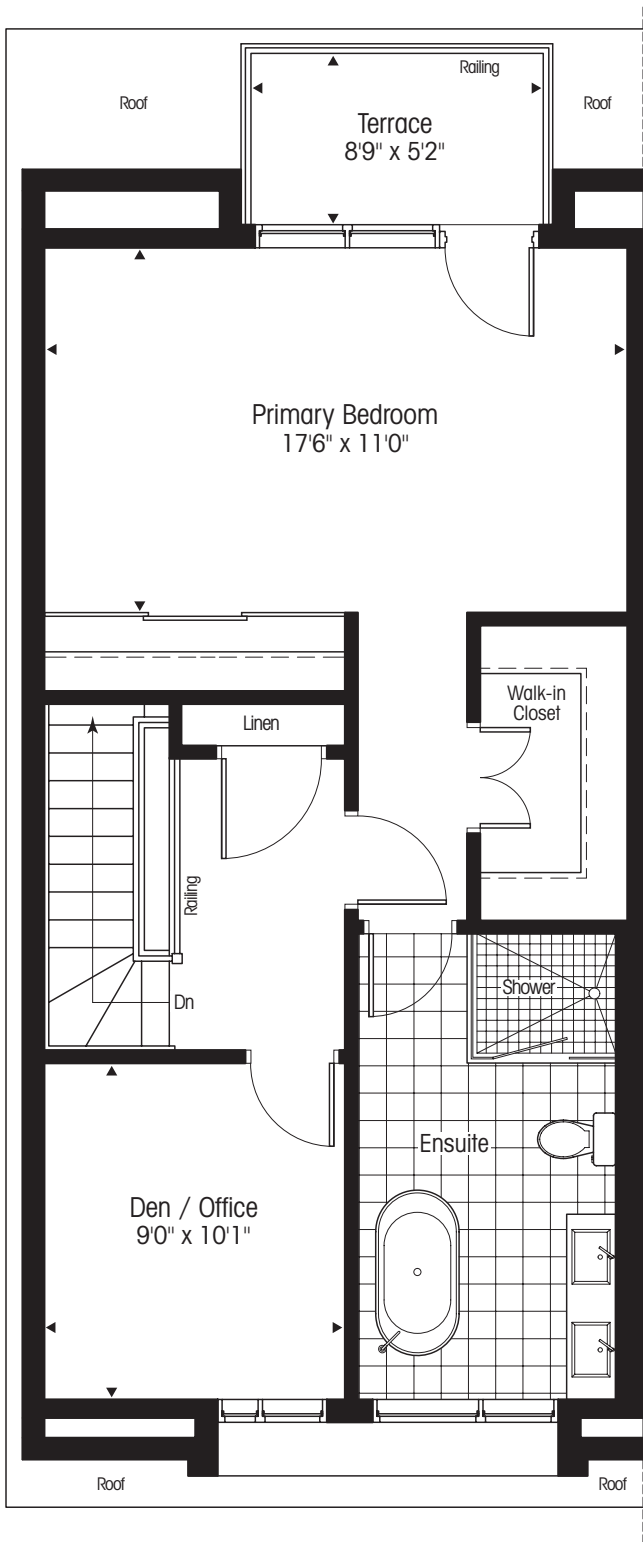 Railing
Roof
Roof
Terrace
8'9" x 5'2"
Primary Bedroom
17'6" x 11'0"
Walk-in
Closet
Linen
Railing
Dn
Shower
Ensuite
Den / Office
9'0" x 10'1"
Roof
Roof